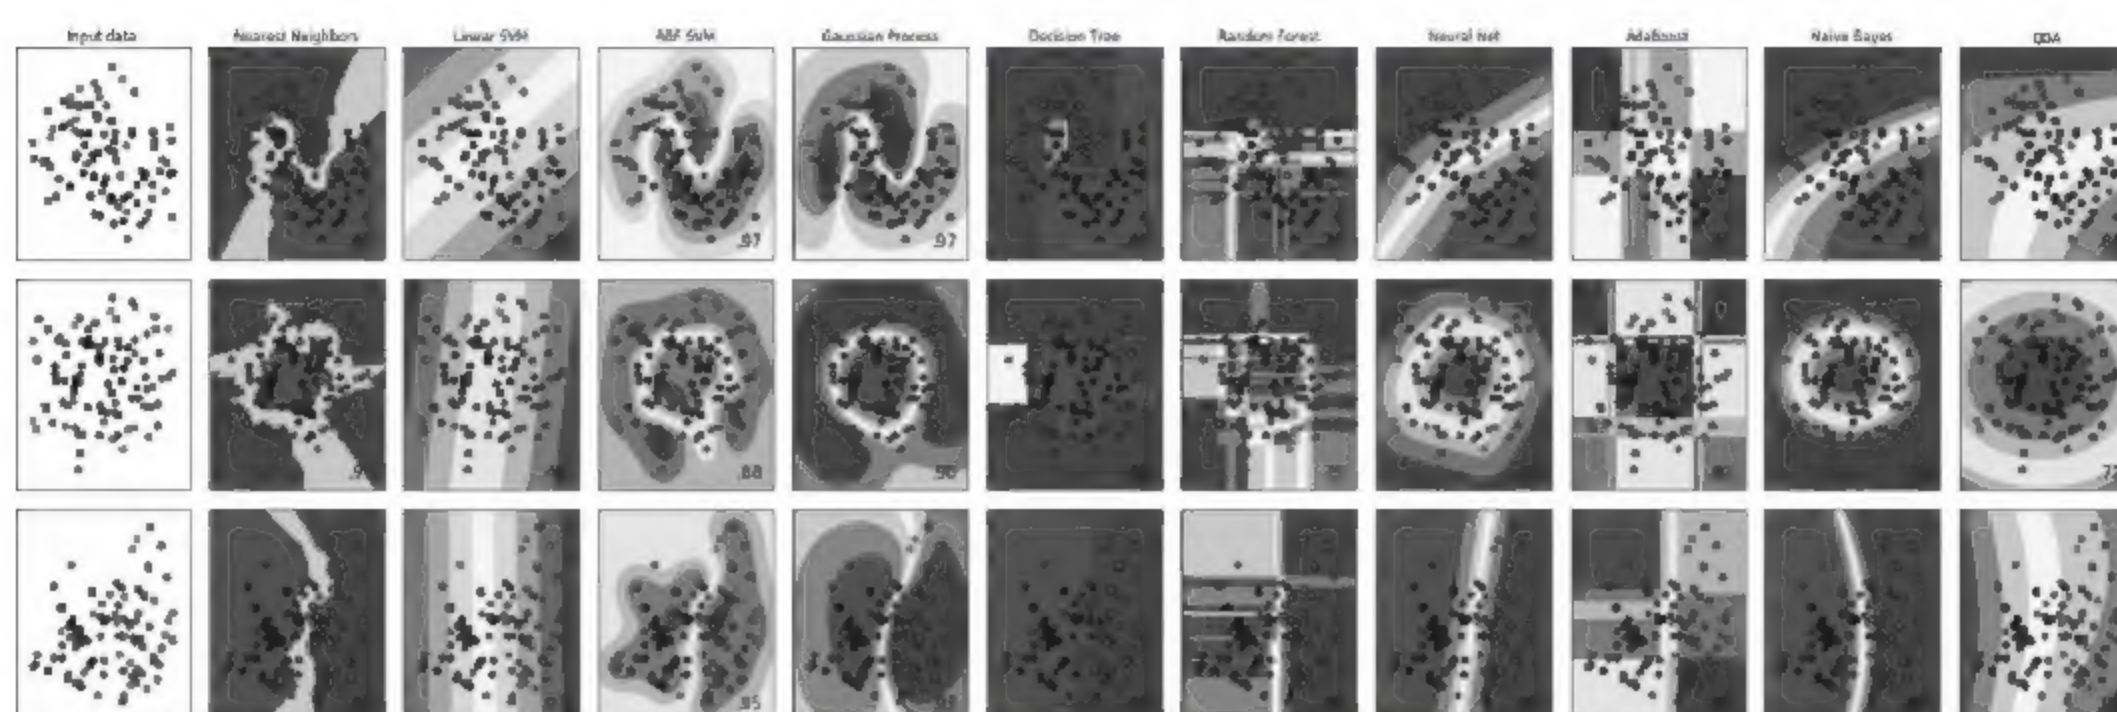 Input data Nearest Neighbors Linear SVM RBF SVM Gaussian Process Decision Tree Random Forest Neural Net AdaBoost Naive Bayes QDA
.97 .97
.88
.95